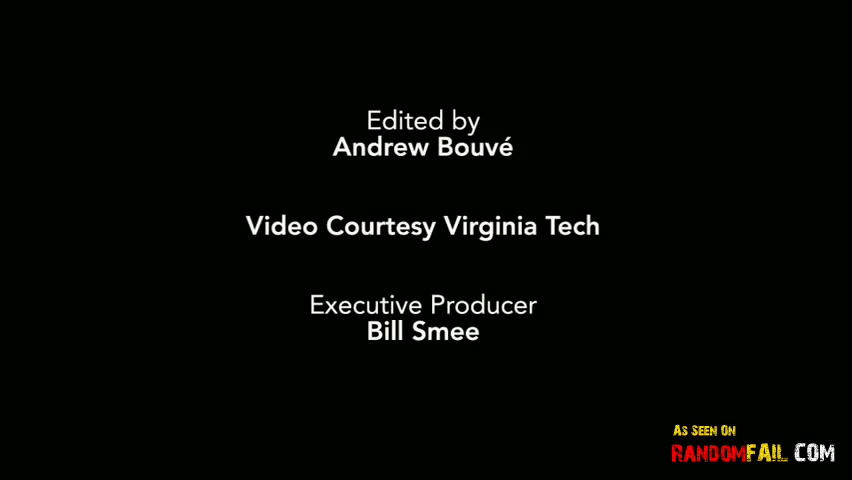 Edited by
Andrew Bouvé
Video Courtesy Virginia Tech
Executive Producer
Bill Smee
As Seen On
RANDOMFAIL.COM